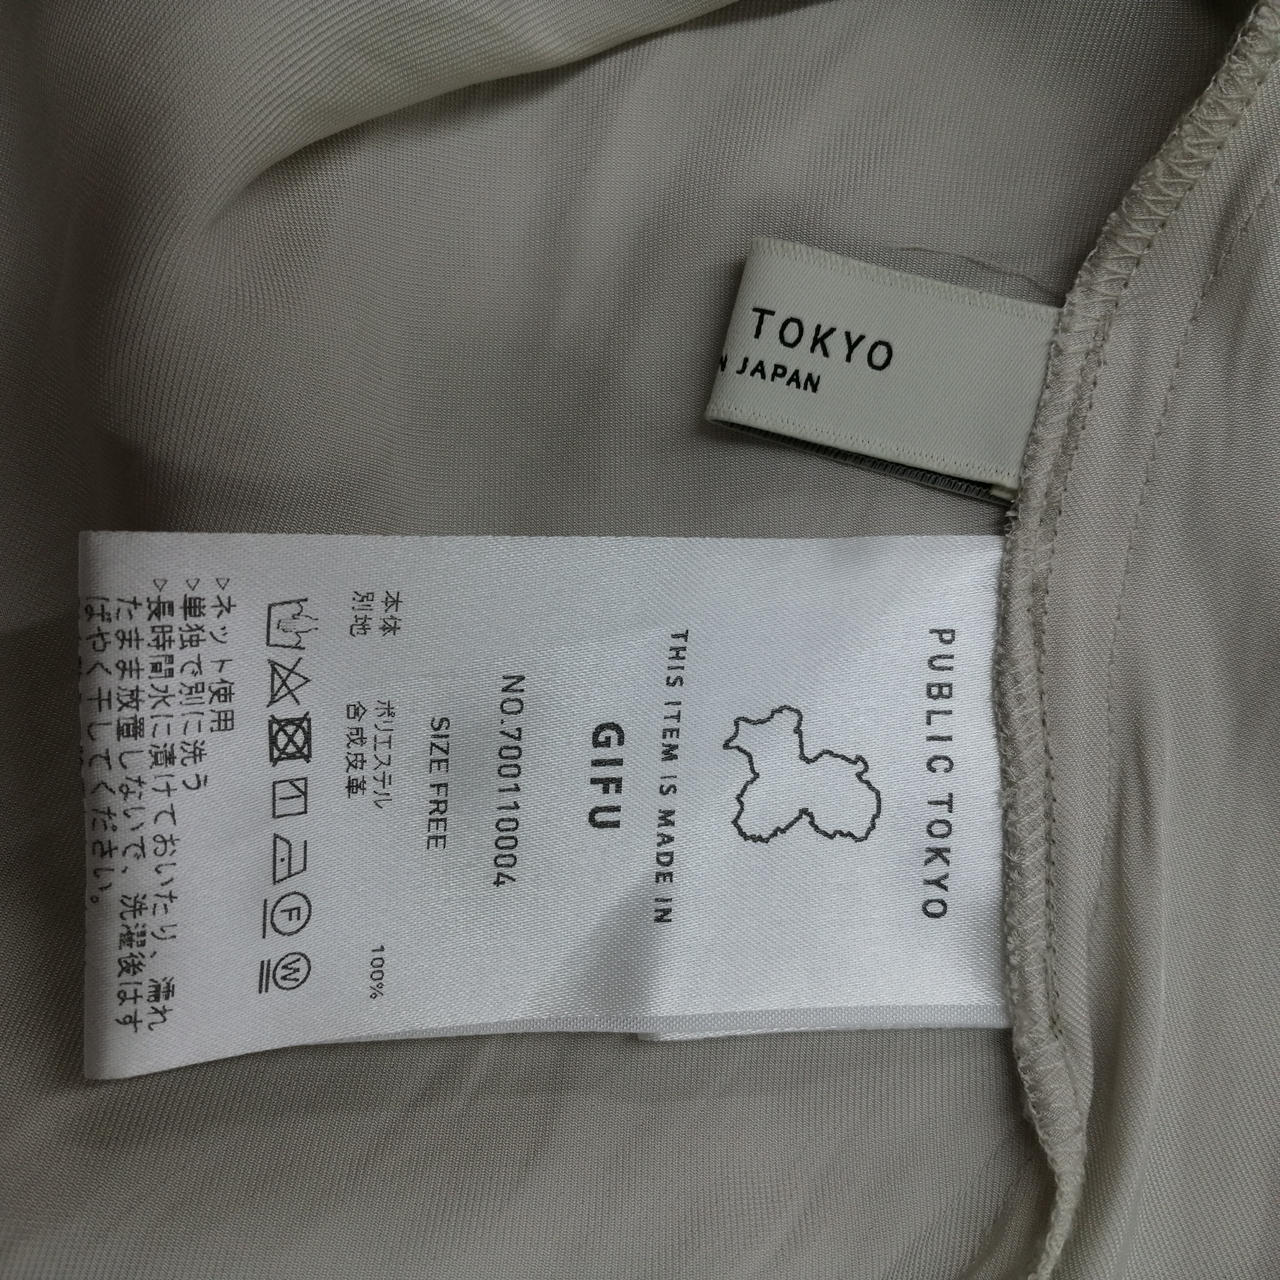 TOKYO
N JAPAN
PUBLIC TOKYO
THIS ITEM IS MADE IN
GIFU
NO.700110004
SIZE FREE
本体 ポリエステル 100%
別地 合成皮革
F
W
▷ネット使用
▷単独で別に洗う
▷長時間水に漬けておいたり、濡れ
たまま放置しないで、洗濯後はす
ばやく干してください。